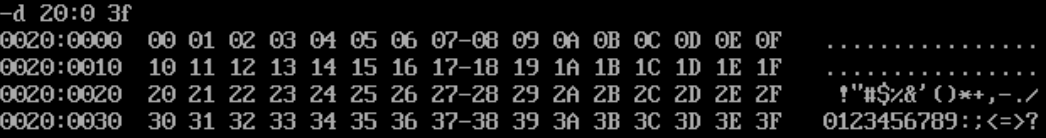 -d 20:0 3f
0020:0000  00 01 02 03 04 05 06 07-08 09 0A 0B 0C 0D 0E 0F   ................
0020:0010  10 11 12 13 14 15 16 17-18 19 1A 1B 1C 1D 1E 1F   ................
0020:0020  20 21 22 23 24 25 26 27-28 29 2A 2B 2C 2D 2E 2F    !"#$%&'()*+,-./
0020:0030  30 31 32 33 34 35 36 37-38 39 3A 3B 3C 3D 3E 3F   0123456789:;<=>?